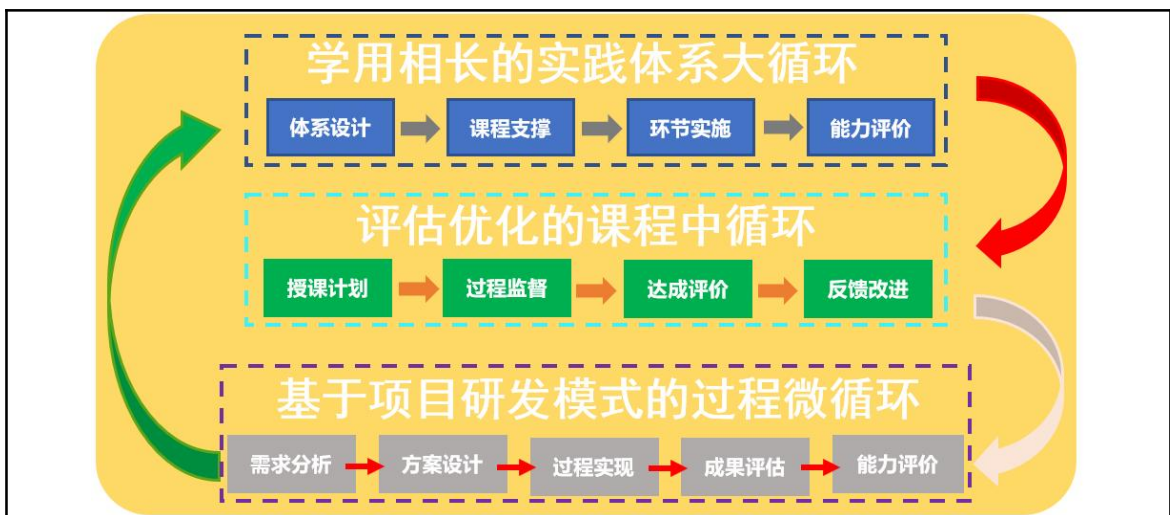 学用相长的实践体系大循环
体系设计 课程支撑 环节实施 能力评价
评估优化的课程中循环
授课计划 过程监督 达成评价 反馈改进
基于项目研发模式的过程微循环
需求分析 方案设计 过程实现 成果评估 能力评价